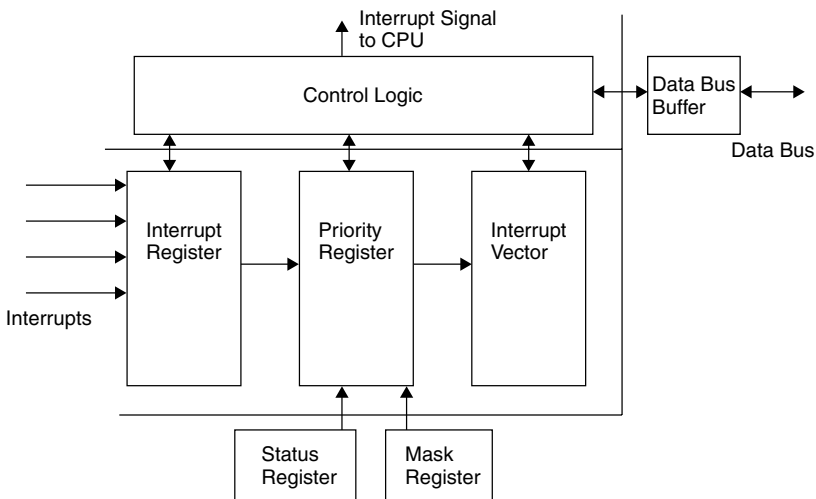 Interrupt Signal
to CPU
Control Logic
Data Bus
Buffer
Data Bus
Interrupt
Register
Priority
Register
Interrupt
Vector
Interrupts
Status
Register
Mask
Register